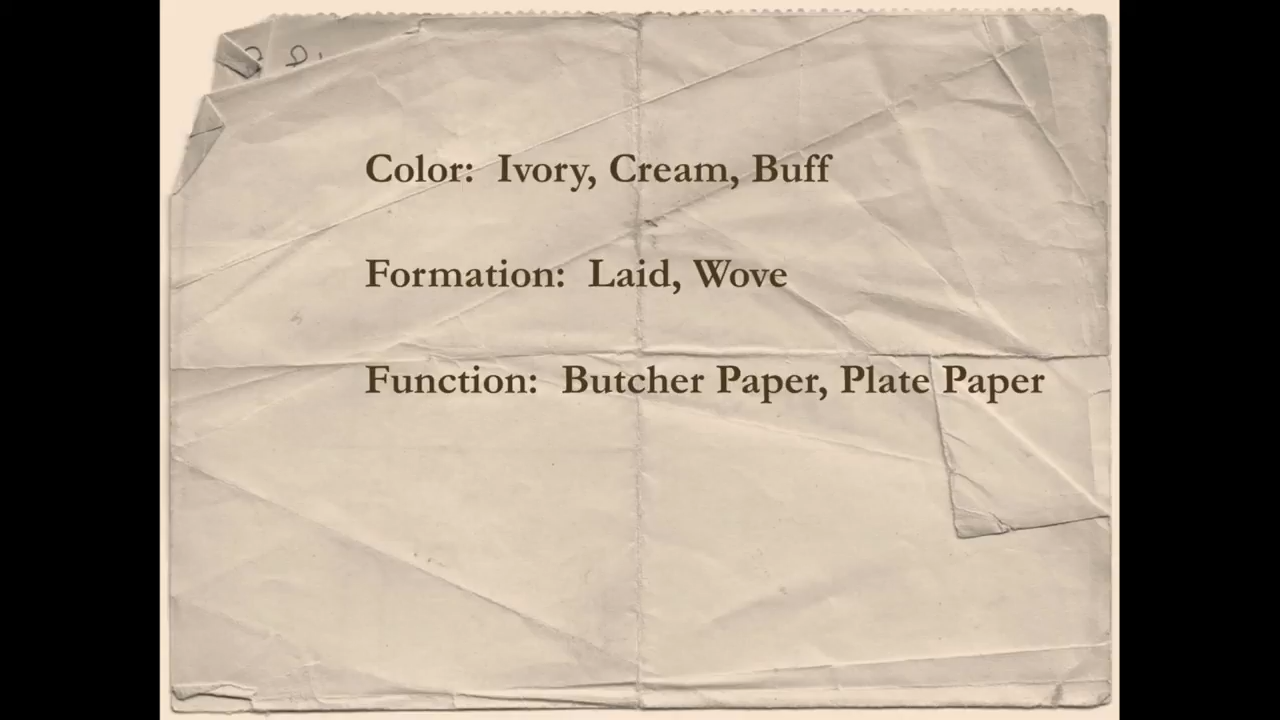 Color: Ivory, Cream, Buff
Formation: Laid, Wove
Function: Butcher Paper, Plate Paper